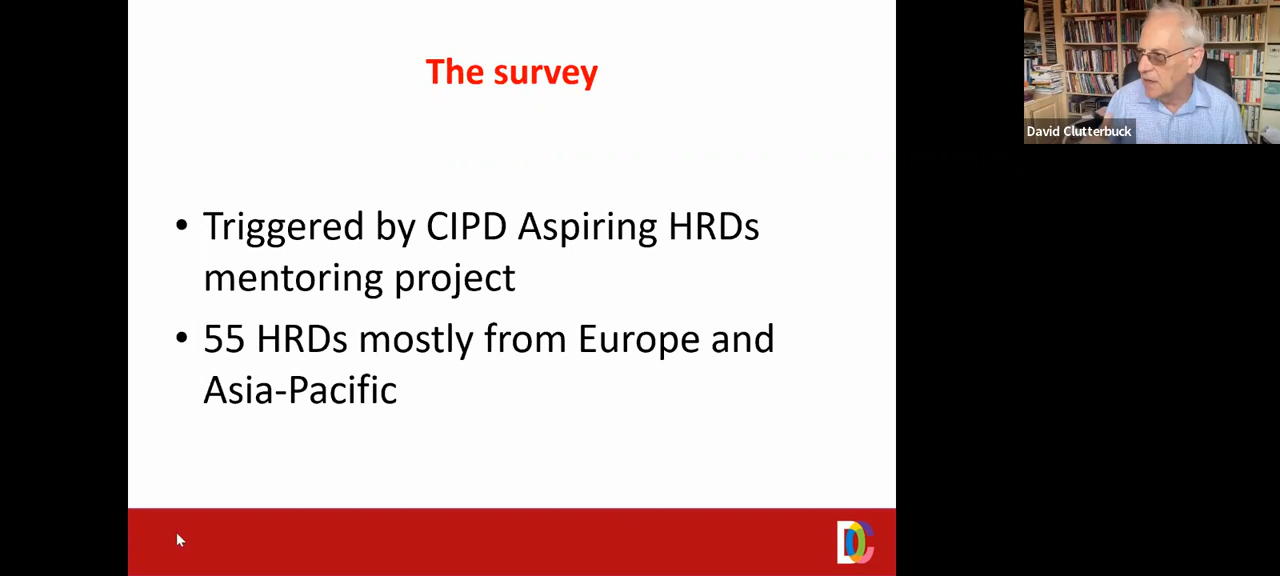 The survey
David Clutterbuck
• Triggered by CIPD Aspiring HRDs
mentoring project
• 55 HRDs mostly from Europe and
Asia-Pacific
DC